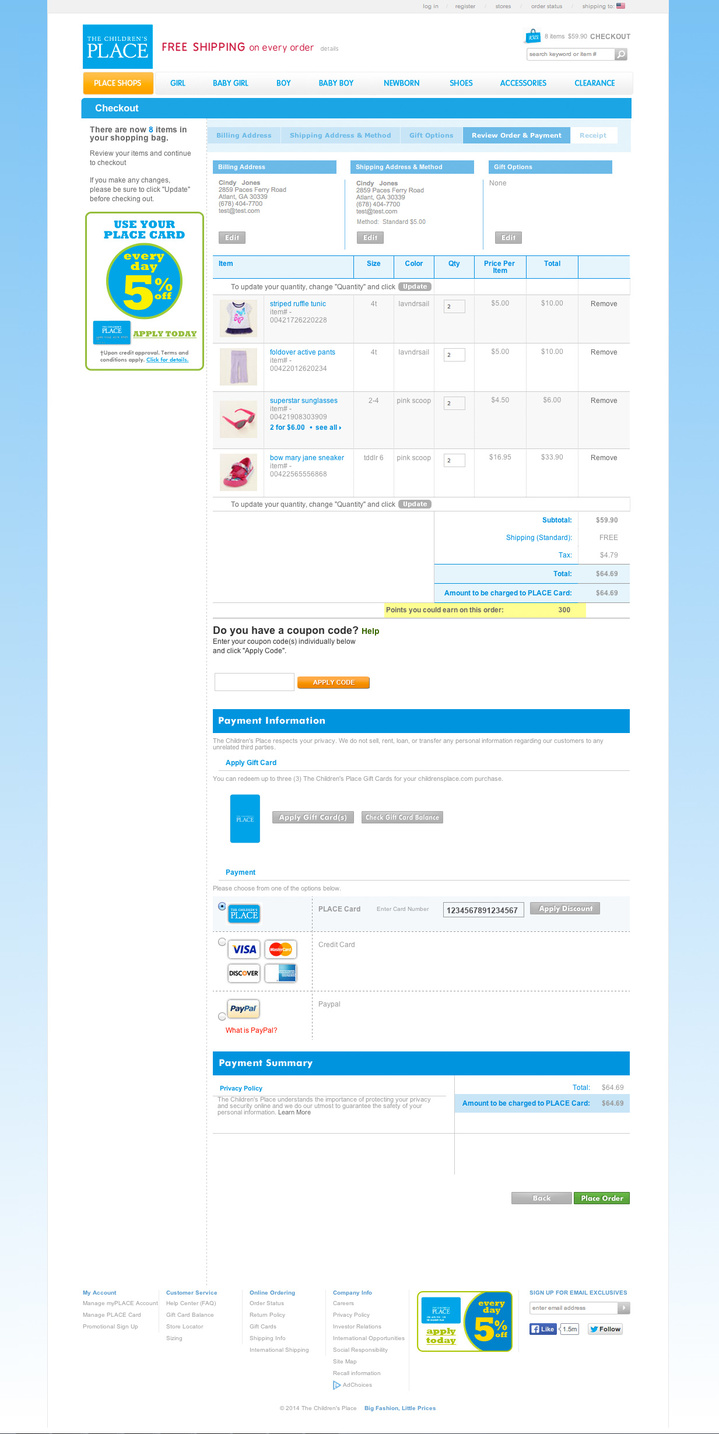 log in register stores order status shipping to:
THE CHILDREN'S
PLACE
FREE SHIPPING on every order details
8 items $59.90 CHECKOUT
search keyword or item #
PLACE SHOPS GIRL BABY GIRL BOY BABY BOY NEWBORN SHOES ACCESSORIES CLEARANCE
Checkout
There are now 8 items in
your shopping bag.
Review your items and continue
to checkout
If you make any changes,
please be sure to click "Update"
before checking out.
USE YOUR
PLACE CARD
every
day
5% off
PLACE
APPLY TODAY
†Upon credit approval. Terms and
conditions apply. Click for details.
Billing Address Shipping Address & Method Gift Options Review Order & Payment Receipt
Billing Address Shipping Address & Method Gift Options
Cindy Jones
2859 Paces Ferry Road
Atlant, GA 30339
(678) 404-7700
test@test.com
Edit
Cindy Jones
2859 Paces Ferry Road
Atlant, GA 30339
(678) 404-7700
test@test.com
Method: Standard $5.00
Edit
None
Edit
Item Size Color Qty Price Per Item Total
To update your quantity, change "Quantity" and click Update
striped ruffle tunic 4t lavndrsail 2 $5.00 $10.00 Remove
item# -
00421726220228
foldover active pants 4t lavndrsail 2 $5.00 $10.00 Remove
item# -
00422012620234
superstar sunglasses 2-4 pink scoop 2 $4.50 $6.00 Remove
item# -
00421908303909
2 for $6.00 • see all
bow mary jane sneaker tddlr 6 pink scoop 2 $16.95 $33.90 Remove
item# -
00422565556868
To update your quantity, change "Quantity" and click Update
Subtotal: $59.90
Shipping (Standard): FREE
Tax: $4.79
Total: $64.69
Amount to be charged to PLACE Card: $64.69
Points you could earn on this order: 300
Do you have a coupon code? Help
Enter your coupon code(s) individually below
and click "Apply Code".
APPLY CODE
Payment Information
The Children's Place respects your privacy. We do not sell, rent, loan, or transfer any personal information regarding our customers to any
unrelated third parties.
Apply Gift Card
You can redeem up to three (3) The Children's Place Gift Cards for your childrensplace.com purchase.
PLACE
Apply Gift Card(s) Check Gift Card Balance
Payment
Please choose from one of the options below.
THE CHILDREN'S
PLACE
PLACE Card Enter Card Number 1234567891234567 Apply Discount
VISA MasterCard
DISCOVER
Credit Card
PayPal
Paypal
What is PayPal?
Payment Summary
Privacy Policy
The Children's Place understands the importance of protecting your privacy
and security online and we do our utmost to guarantee the safety of your
personal information. Learn More
Total: $64.69
Amount to be charged to PLACE Card: $64.69
Back Place Order
My Account
Manage myPLACE Account
Manage PLACE Card
Promotional Sign Up
Customer Service
Help Center (FAQ)
Gift Card Balance
Store Locator
Sizing
Online Ordering
Order Status
Return Policy
Gift Cards
Shipping Info
International Shipping
Company Info
Careers
Privacy Policy
Investor Relations
International Opportunities
Social Responsibility
Site Map
Recall information
AdChoices
PLACE
apply
today
every
day
5% off
SIGN UP FOR EMAIL EXCLUSIVES
enter email address
Like 1.5m Follow
© 2014 The Children's Place Big Fashion, Little Prices